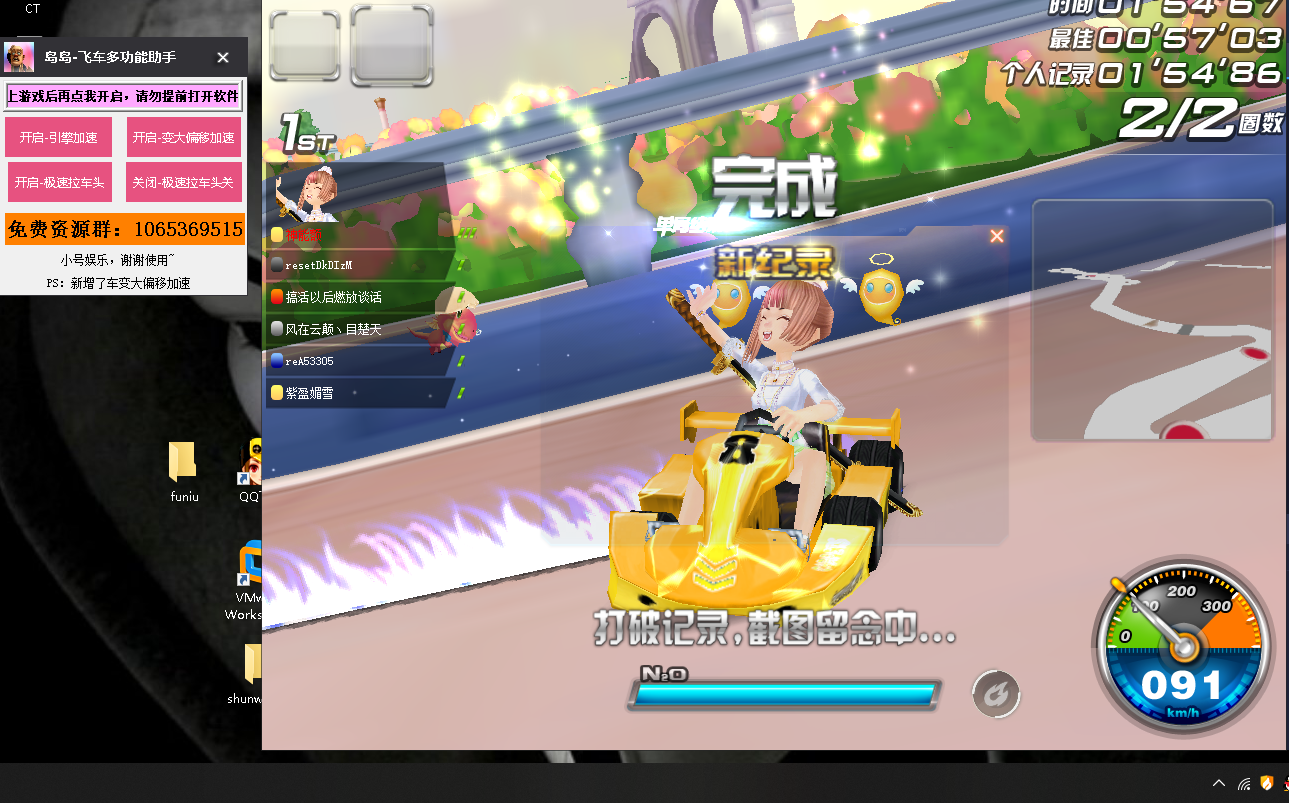 CT
岛岛-飞车多功能助手
上游戏后再点我开启，请勿提前打开软件
开启-引擎加速
开启-变大偏移加速
开启-极速拉车头
关闭-极速拉车头关
免费资源群：1065369515
小号娱乐，谢谢使用~
PS：新增了车变大偏移加速
funiu
QQ
VMw
Works
shunw
时间01'54'67
最佳00'57'03
个人记录01'54'86
2/2圈数
1ST
resetDkDIzM
搞活以后燃放谈话
风在云颠丶目楚天
reA53305
紫盈媚雪
完成
新纪录
打破记录,截图留念中...
N2O
0
200
300
091
km/h